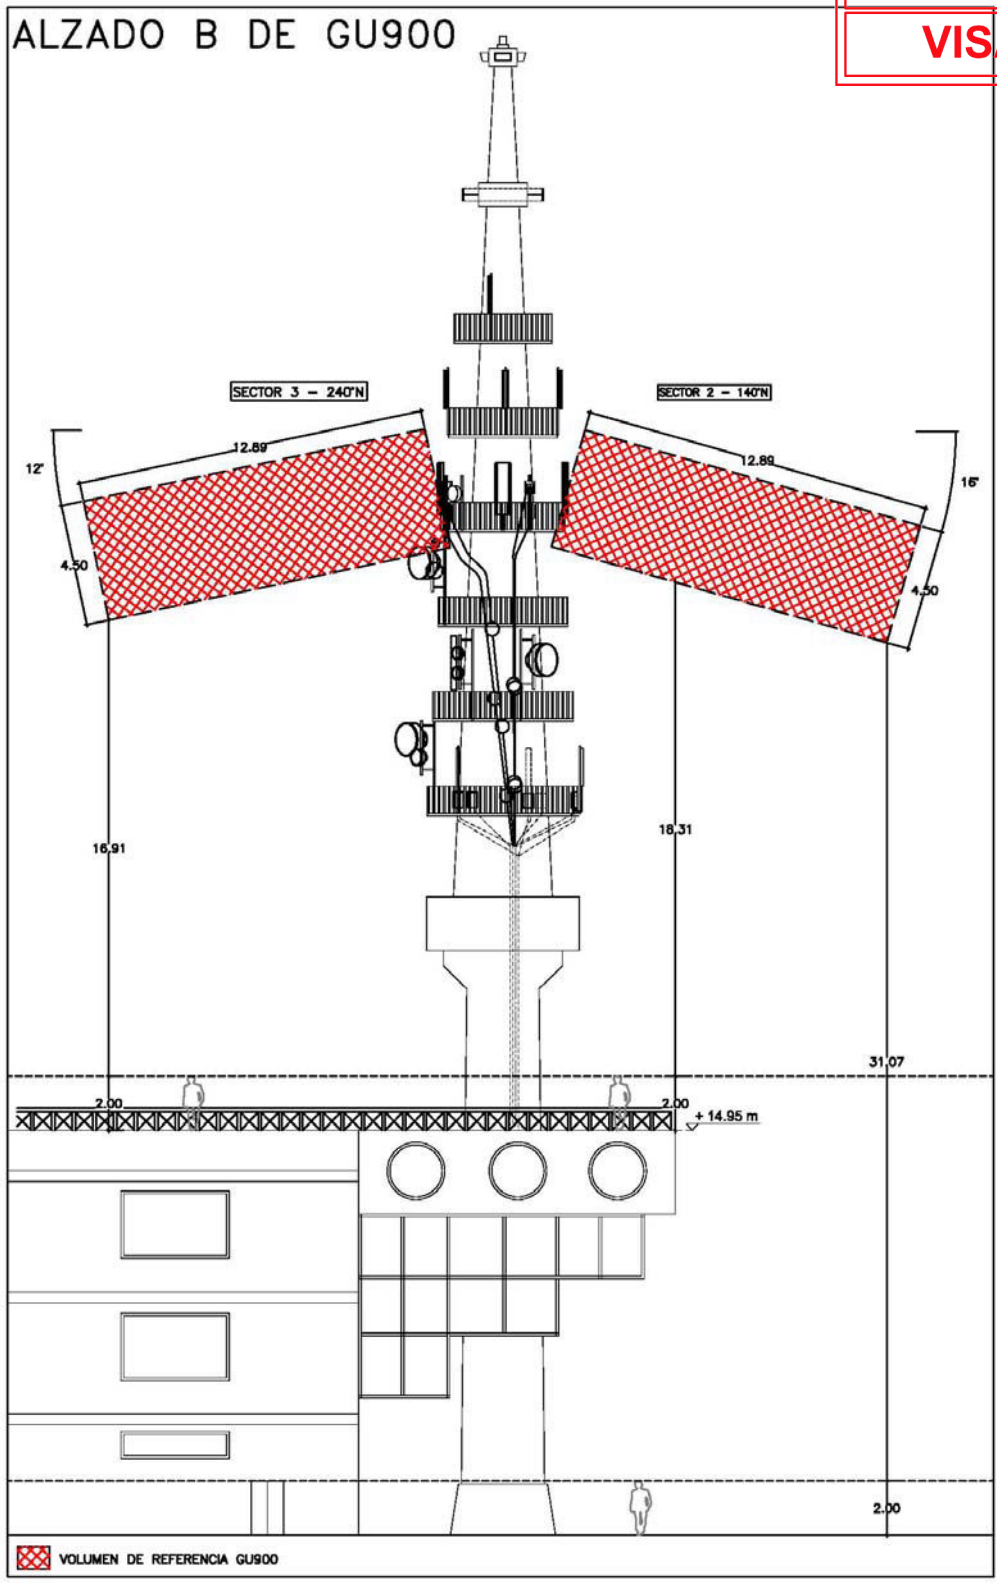 ALZADO B DE GU900
SECTOR 3 - 240°N
SECTOR 2 - 140°N
12.89
12.89
12°
16°
4.50
4.50
16.91
18.31
31.07
2.00
2.00
+ 14.95 m
2.00
VOLUMEN DE REFERENCIA GU900